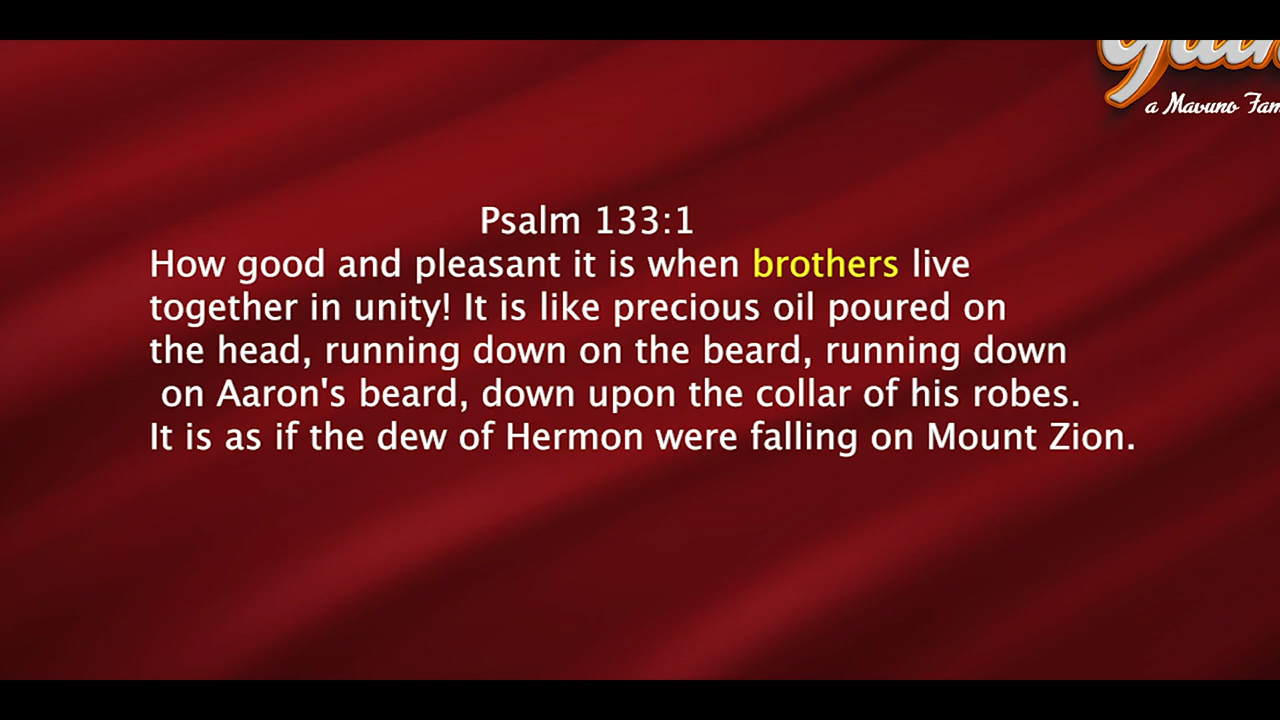 a Mavuno
Psalm 133:1
How good and pleasant it is when brothers live
together in unity! It is like precious oil poured on
the head, running down on the beard, running down
on Aaron's beard, down upon the collar of his robes.
It is as if the dew of Hermon were falling on Mount Zion.